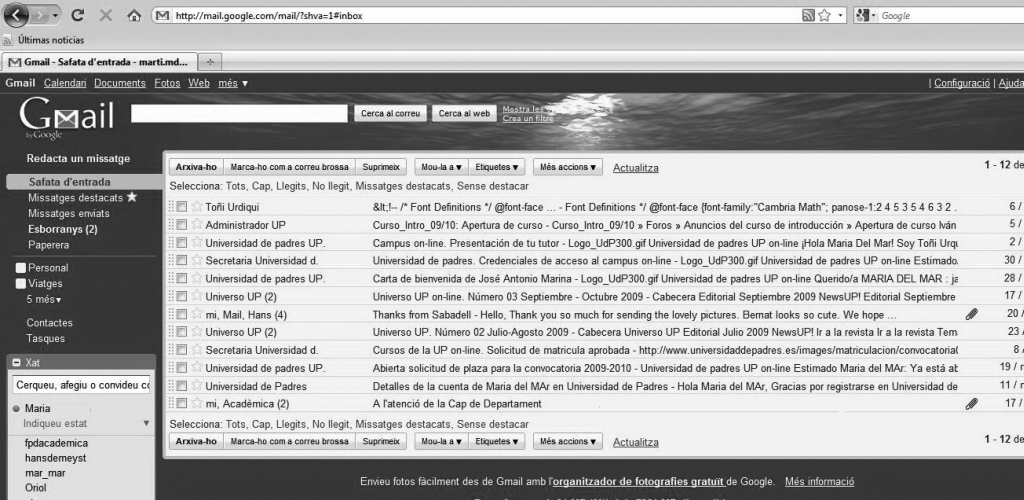 http://mail.google.com/mail/?shva=1#inbox Google
Últimas noticias
Gmail - Safata d'entrada - marti.md...
Gmail Calendari Documents Fotos Web més ▾ | Configuració | Ajuda
Gmail by Google Cerca al correu Cerca al web Mostra les
Crea un filtre
Redacta un missatge
Safata d'entrada
Missatges destacats
Missatges enviats
Esborranys (2)
Paperera
Personal
Viatges
5 més▾
Contactes
Tasques
Xat
Cerqueu, afegiu o convideu co
Maria
Indiqueu estat ▾
fpdacademica
hansdemeyst
mar_mar
Oriol
Arxiva-ho Marca-ho com a correu brossa Suprimeix Mou-la a ▾ Etiquetes ▾ Més accions ▾ Actualitza 1 - 12 de
Selecciona: Tots, Cap, Llegits, No llegit, Missatges destacats, Sense destacar
Toñi Urdiqui &lt;!-- /* Font Definitions */ @font-face ... - Font Definitions */ @font-face {font-family:"Cambria Math"; panose-1:2 4 5 3 5 4 6 3 2 . 6 /
Administrador UP Curso_Intro_09/10: Apertura de curso - Curso_Intro_09/10 » Foros » Anuncios del curso de introducción » Apertura de curso Iván 5 /
Universidad de padres UP. Campus on-line. Presentación de tu tutor - Logo_UdP300.gif Universidad de padres UP on-line ¡Hola Maria Del Mar! Soy Toñi Urq 2 /
Secretaria Universidad d. Universidad de padres. Credenciales de acceso al campus on-line - Logo_UdP300.gif Universidad de padres UP on-line Estimado 30 /
Universidad de padres UP. Carta de bienvenida de José Antonio Marina - Logo_UdP300.gif Universidad de padres UP on-line Querido/a MARIA DEL MAR : ja 28 /
Universo UP (2) Universo UP on-line. Número 03 Septiembre - Octubre 2009 - Cabecera Editorial Septiembre 2009 NewsUP! Editorial Septiembre 17 /
mi, Mail, Hans (4) Thanks from Sabadell - Hello, Thank you so much for sending the lovely pictures. Bernat looks so cute. We hope ... 20 /
Universo UP (2) Universo UP. Número 02 Julio-Agosto 2009 - Cabecera Universo UP Editorial Julio 2009 NewsUP! Ir a la revista Ir a la revista Tem 23 /
Secretaria Universidad d. Cursos de la UP on-line. Solicitud de matricula aprobada - http://www.universidaddepadres.es/images/matriculacion/convocatoria 8 /
Universidad de padres UP. Abierta solicitud de plaza para la convocatoria 2009-2010 - Universidad de padres UP on-line Estimado Maria del MAr: Ya está ab 19 /
Universidad de Padres Detalles de la cuenta de Maria del MAr en Universidad de Padres - Hola Maria del MAr, Gracias por registrarse en Universidad de 11 /
mi, Acadèmica (2) A l'atenció de la Cap de Departament 17 /
Selecciona: Tots, Cap, Llegits, No llegit, Missatges destacats, Sense destacar
Arxiva-ho Marca-ho com a correu brossa Suprimeix Mou-la a ▾ Etiquetes ▾ Més accions ▾ Actualitza 1 - 12 de
Envieu fotos fàcilment des de Gmail amb l'organitzador de fotografies gratuït de Google. Més informació